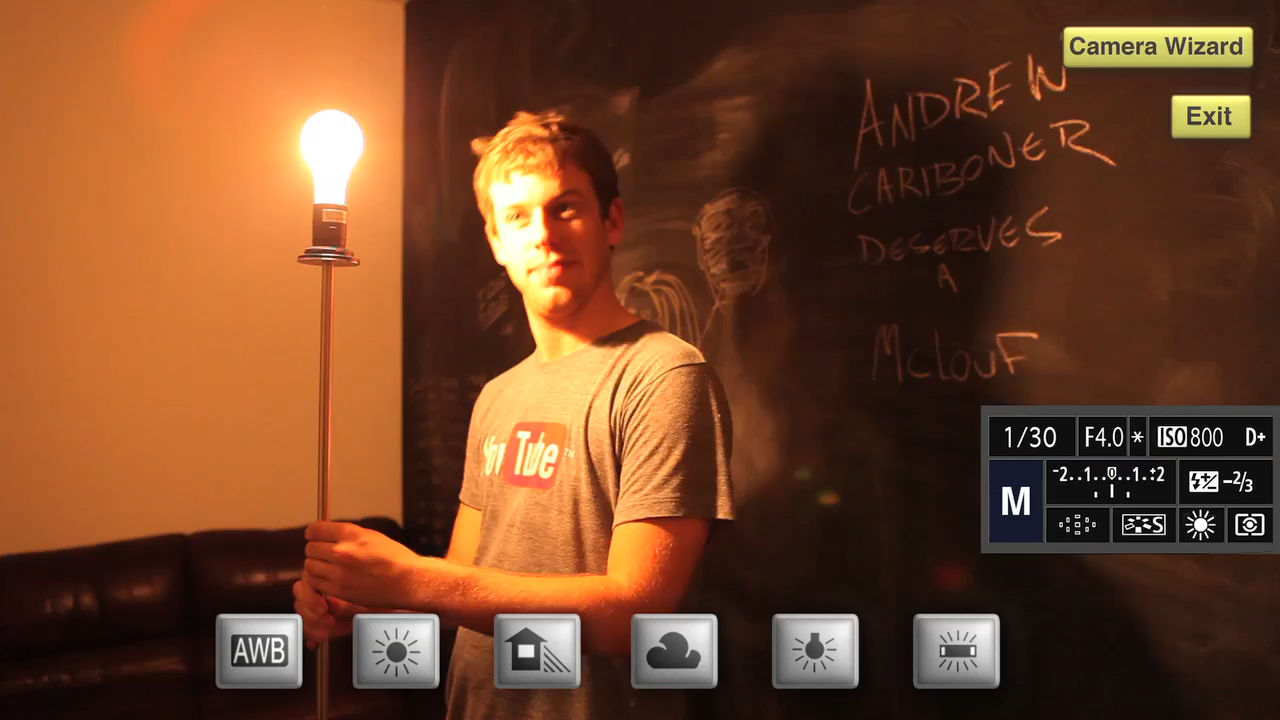 Camera Wizard
Exit
ANDREW
CARIBONER
DESERVES
A
McLouF
YouTube™
1/30
F4.0
*
ISO 800
D+
M
-2..1..0..1..+2
-2/3
S
AWB